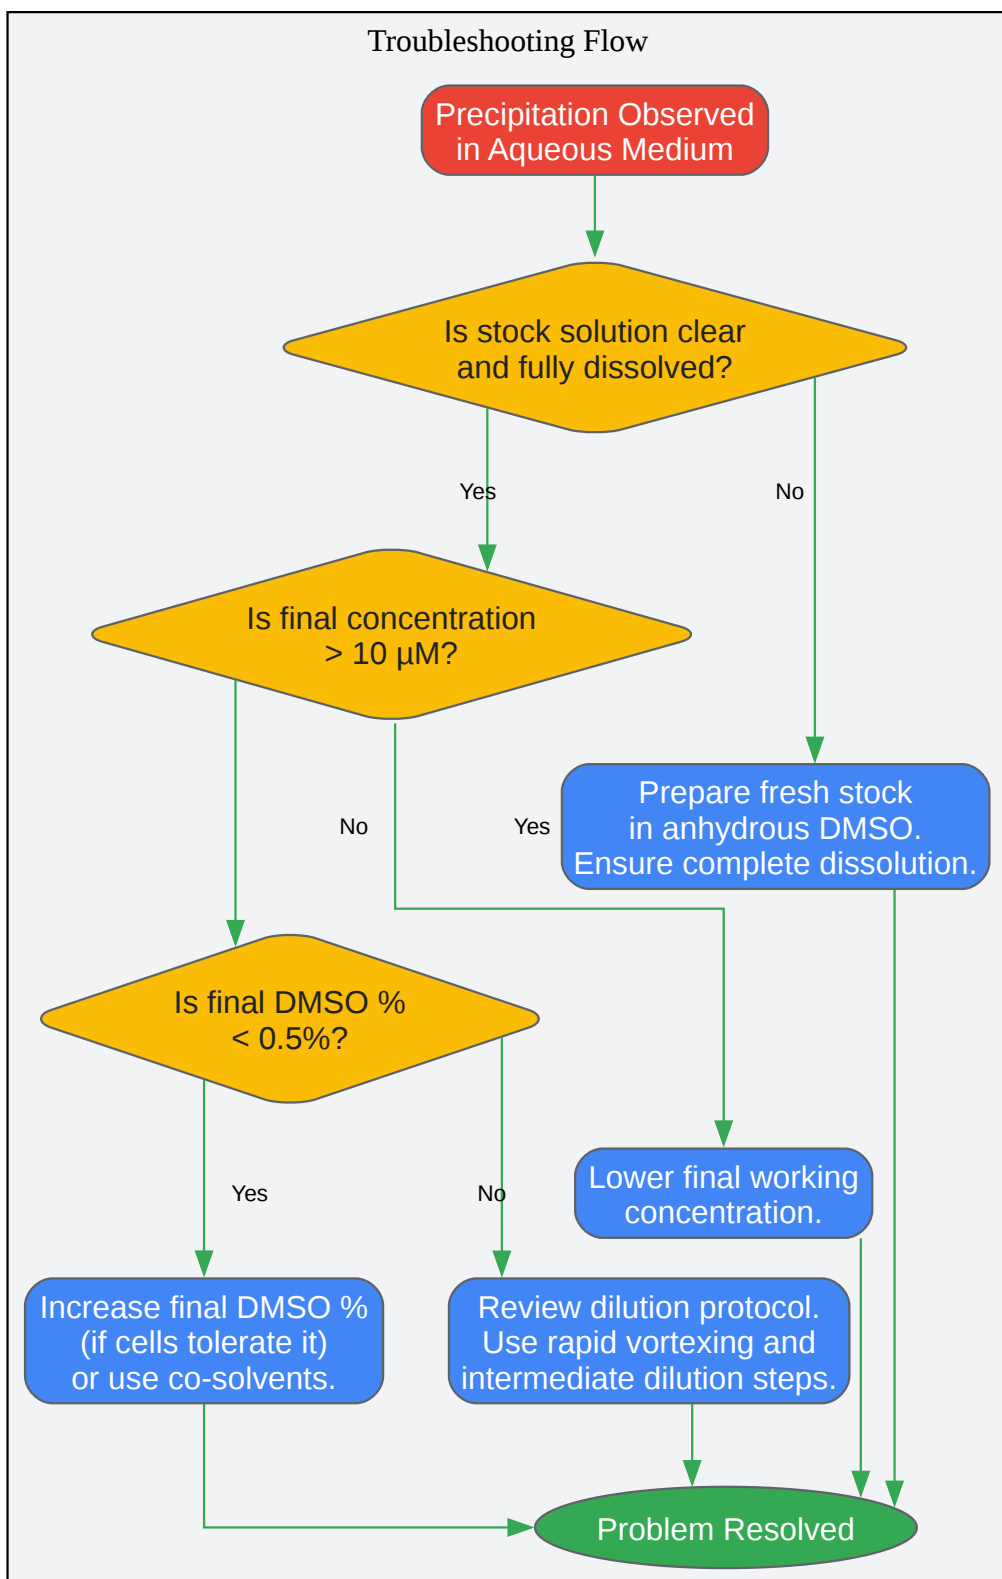 Troubleshooting Flow
Precipitation Observed
in Aqueous Medium
Is stock solution clear
and fully dissolved?
Yes
No
Is final concentration
> 10 µM?
Prepare fresh stock
in anhydrous DMSO.
Ensure complete dissolution.
No
Yes
Is final DMSO %
< 0.5%?
Yes
No
Lower final working
concentration.
Increase final DMSO %
(if cells tolerate it)
or use co-solvents.
Review dilution protocol.
Use rapid vortexing and
intermediate dilution steps.
Problem Resolved